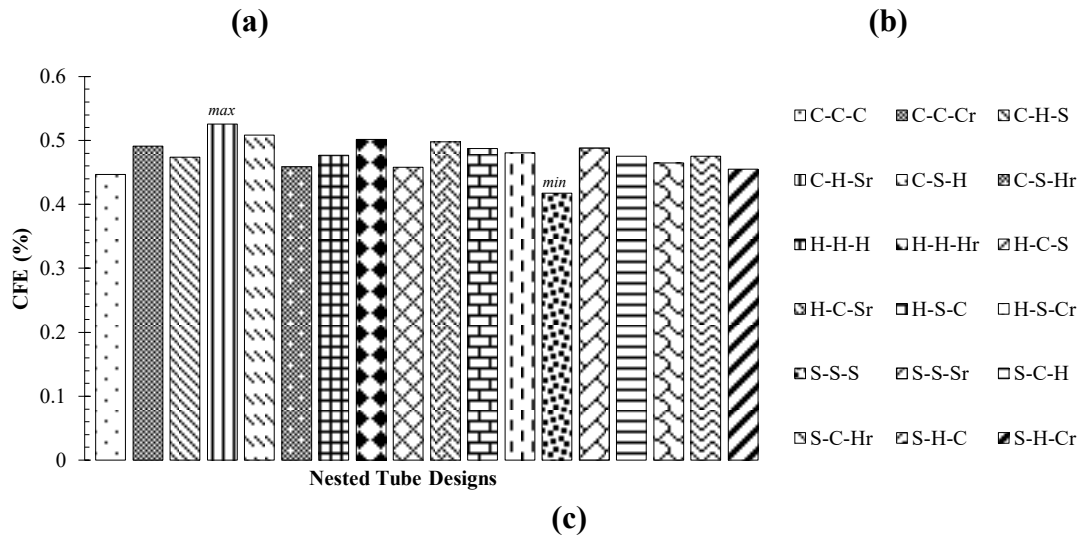 (a) (b)
0.6
max
0.5
min
0.4
0.3
0.2
0.1
0
CFE (%)
Nested Tube Designs
C-C-C C-C-Cr C-H-S
C-H-Sr C-S-H C-S-Hr
H-H-H H-H-Hr H-C-S
H-C-Sr H-S-C H-S-Cr
S-S-S S-S-Sr S-C-H
S-C-Hr S-H-C S-H-Cr
(c)